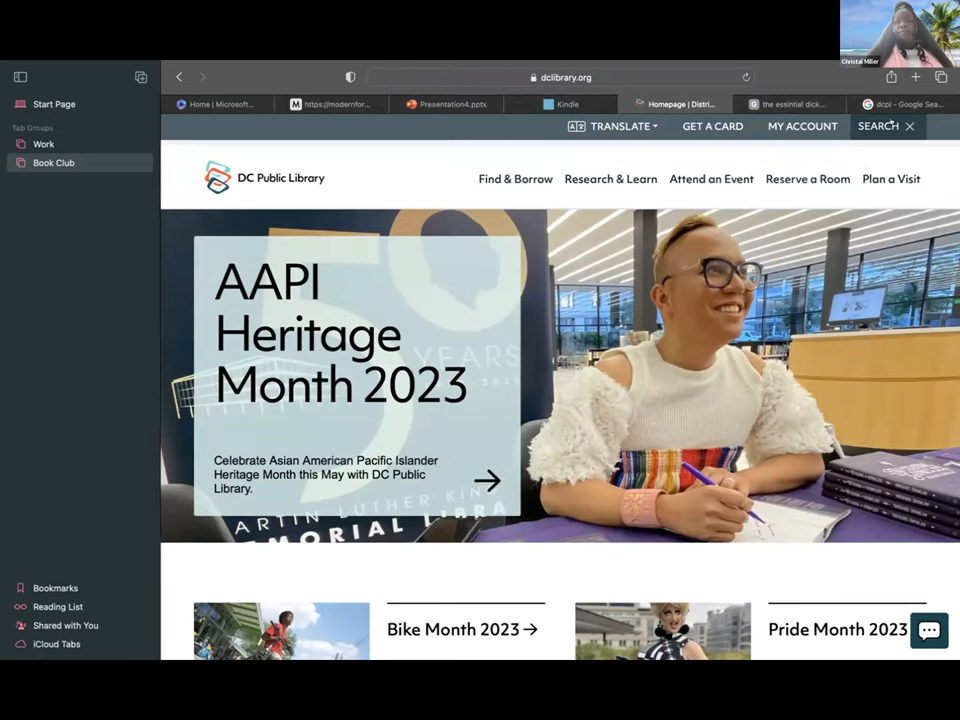 Christal Miller
dclibrary.org
Start Page
Tab Groups
Work
Book Club
Home | Microsoft...
https://modernfor...
Presentation4.pptx
Kindle
Homepage | Distri...
the essintial dick...
dcpl - Google Sea...
TRANSLATE
GET A CARD
MY ACCOUNT
SEARCH
DC Public Library
Find & Borrow
Research & Learn
Attend an Event
Reserve a Room
Plan a Visit
AAPI
Heritage
Month 2023
YEARS
Celebrate Asian American Pacific Islander
Heritage Month this May with DC Public
Library.
ARTIN LUTHER KIN
EMORIAL LIBRA
Bike Month 2023
Pride Month 2023
Bookmarks
Reading List
Shared with You
iCloud Tabs